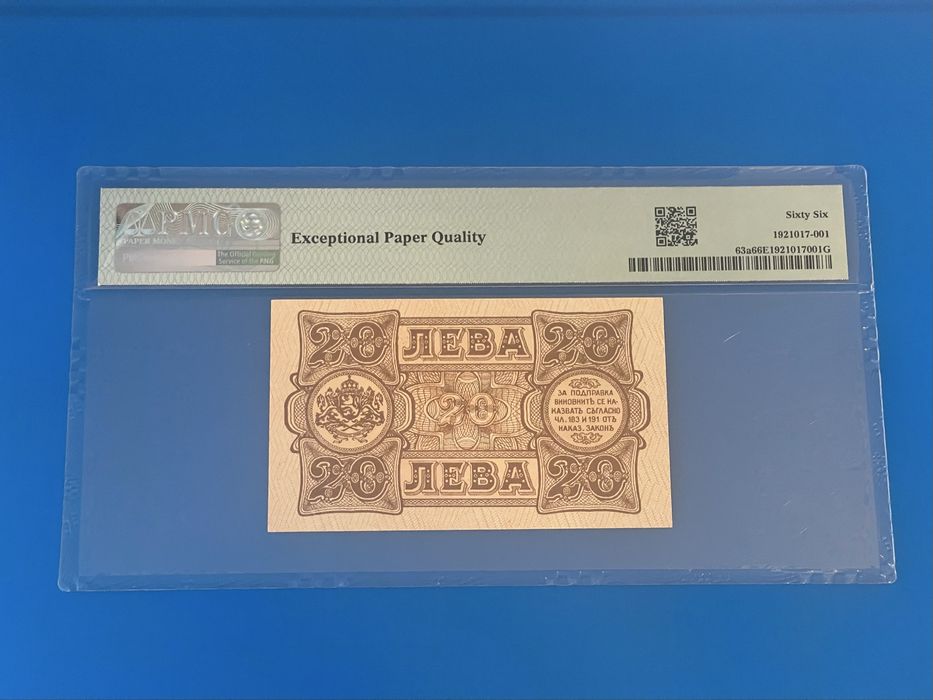 PMG
PAPER MONE
The Official Grading
Service of the PNG
Exceptional Paper Quality
Sixty Six
1921017-001
63a66E1921017001G
20 ЛЕВА 20
20
ЗА ПОДПРАВКА
ВИНОВНИТѢ СЕ НА-
КАЗВАТЪ СЪГЛАСНО
ЧЛ. 183 И 191 ОТЪ
НАКАЗ. ЗАКОНЪ
20 ЛЕВА 20